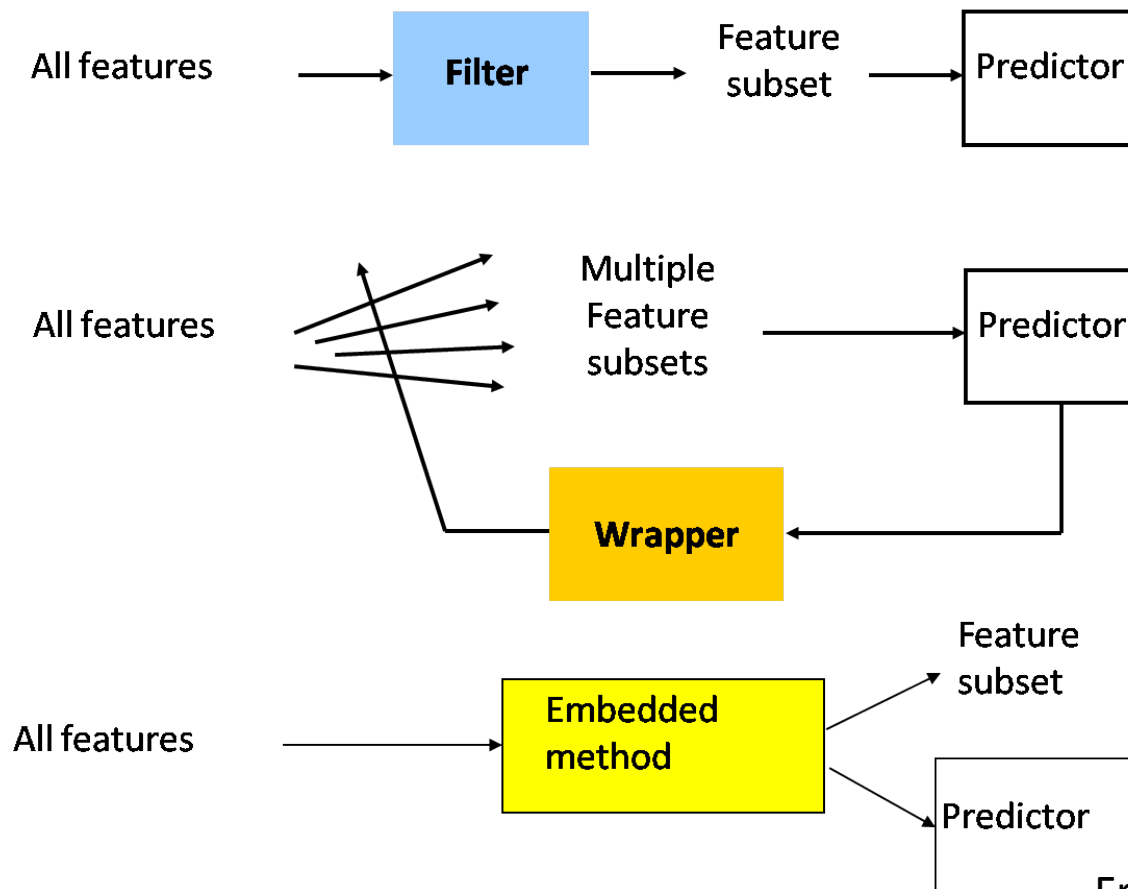 All features
Filter
Feature
subset
Predictor
All features
Multiple
Feature
subsets
Predictor
Wrapper
All features
Embedded
method
Feature
subset
Predictor